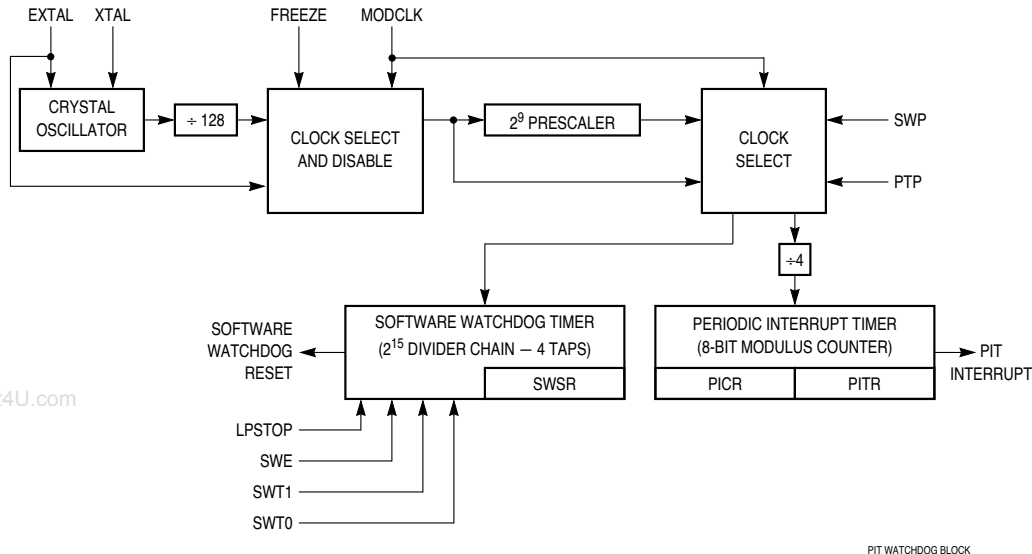 EXTAL XTAL FREEZE MODCLK
CRYSTAL
OSCILLATOR
÷ 128
CLOCK SELECT
AND DISABLE
2⁹ PRESCALER
CLOCK
SELECT
SWP
PTP
÷4
SOFTWARE
WATCHDOG
RESET
SOFTWARE WATCHDOG TIMER
(2¹⁵ DIVIDER CHAIN — 4 TAPS)
SWSR
PERIODIC INTERRUPT TIMER
(8-BIT MODULUS COUNTER)
PICR PITR
PIT
INTERRUPT
4U.com
LPSTOP
SWE
SWT1
SWT0
PIT WATCHDOG BLOCK